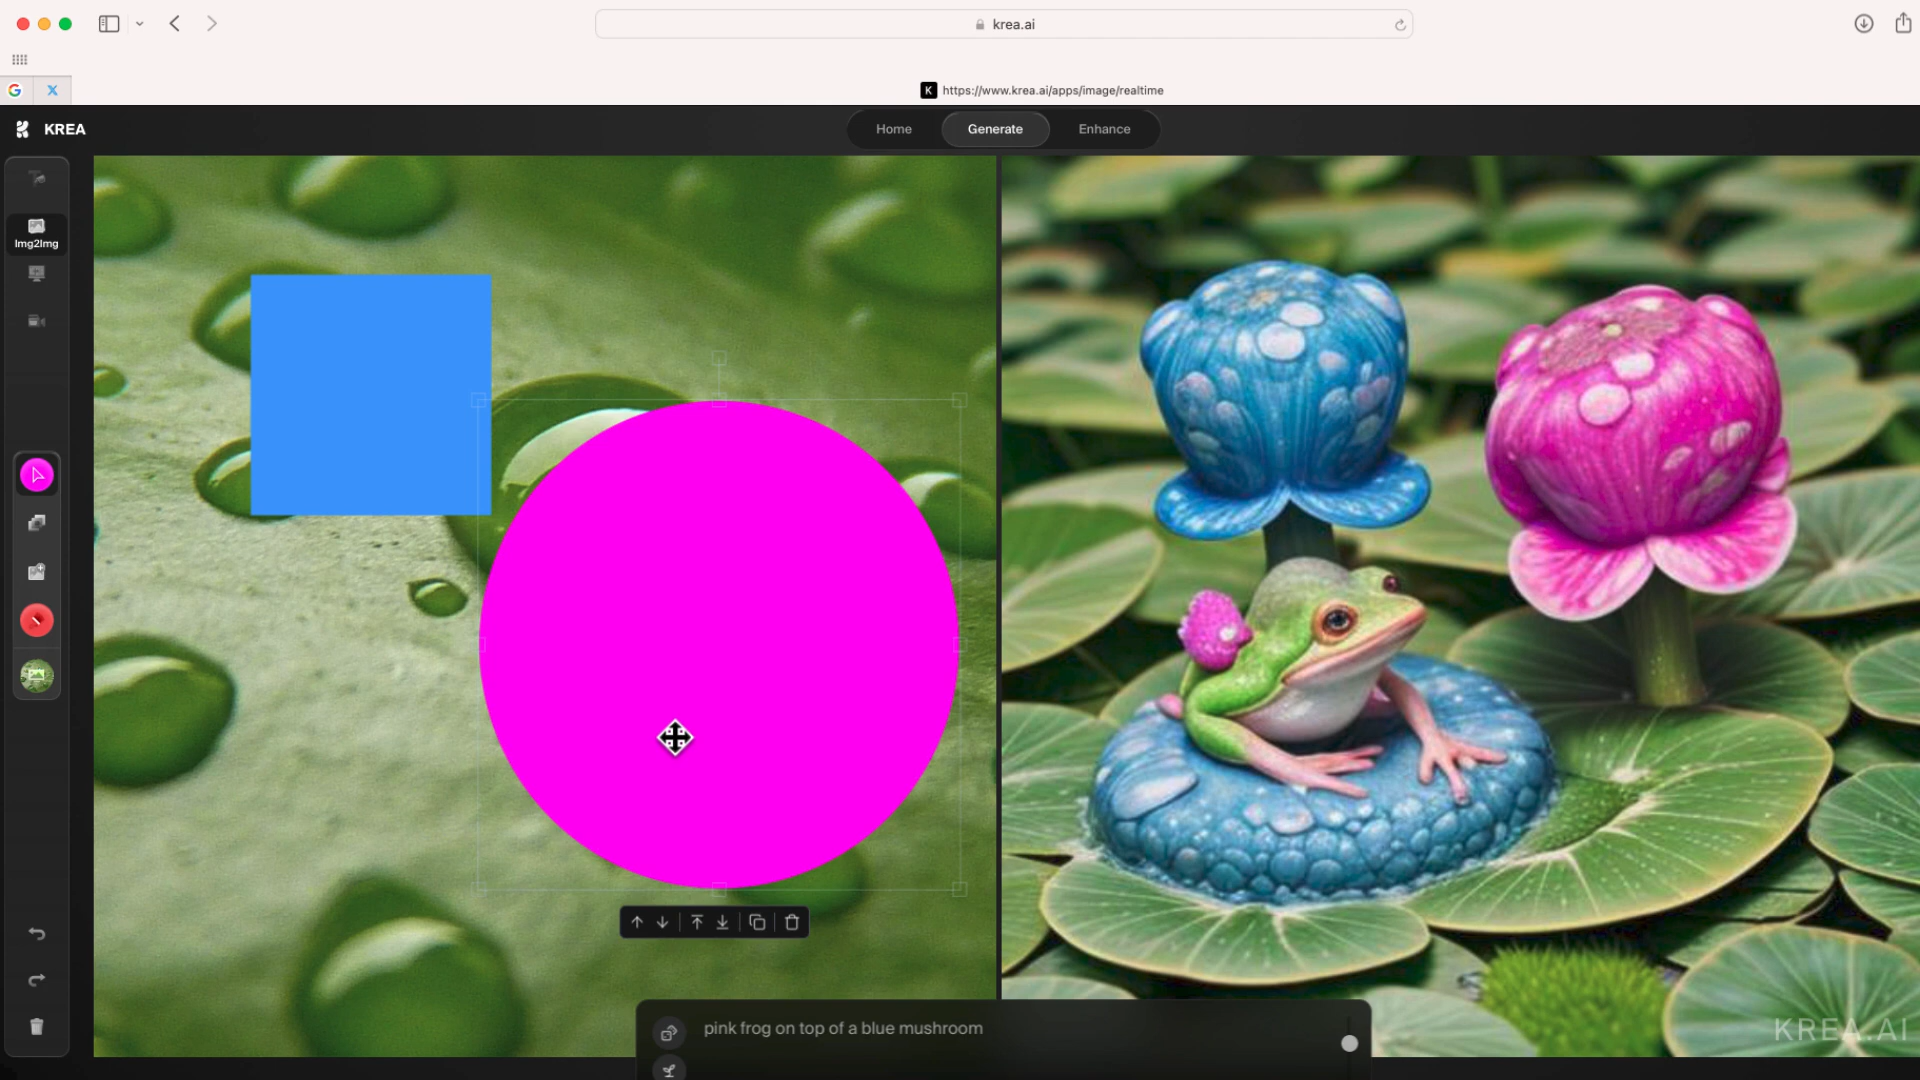 krea.ai
https://www.krea.ai/apps/image/realtime
KREA
Home
Generate
Enhance
Img2Img
pink frog on top of a blue mushroom
KREA.AI